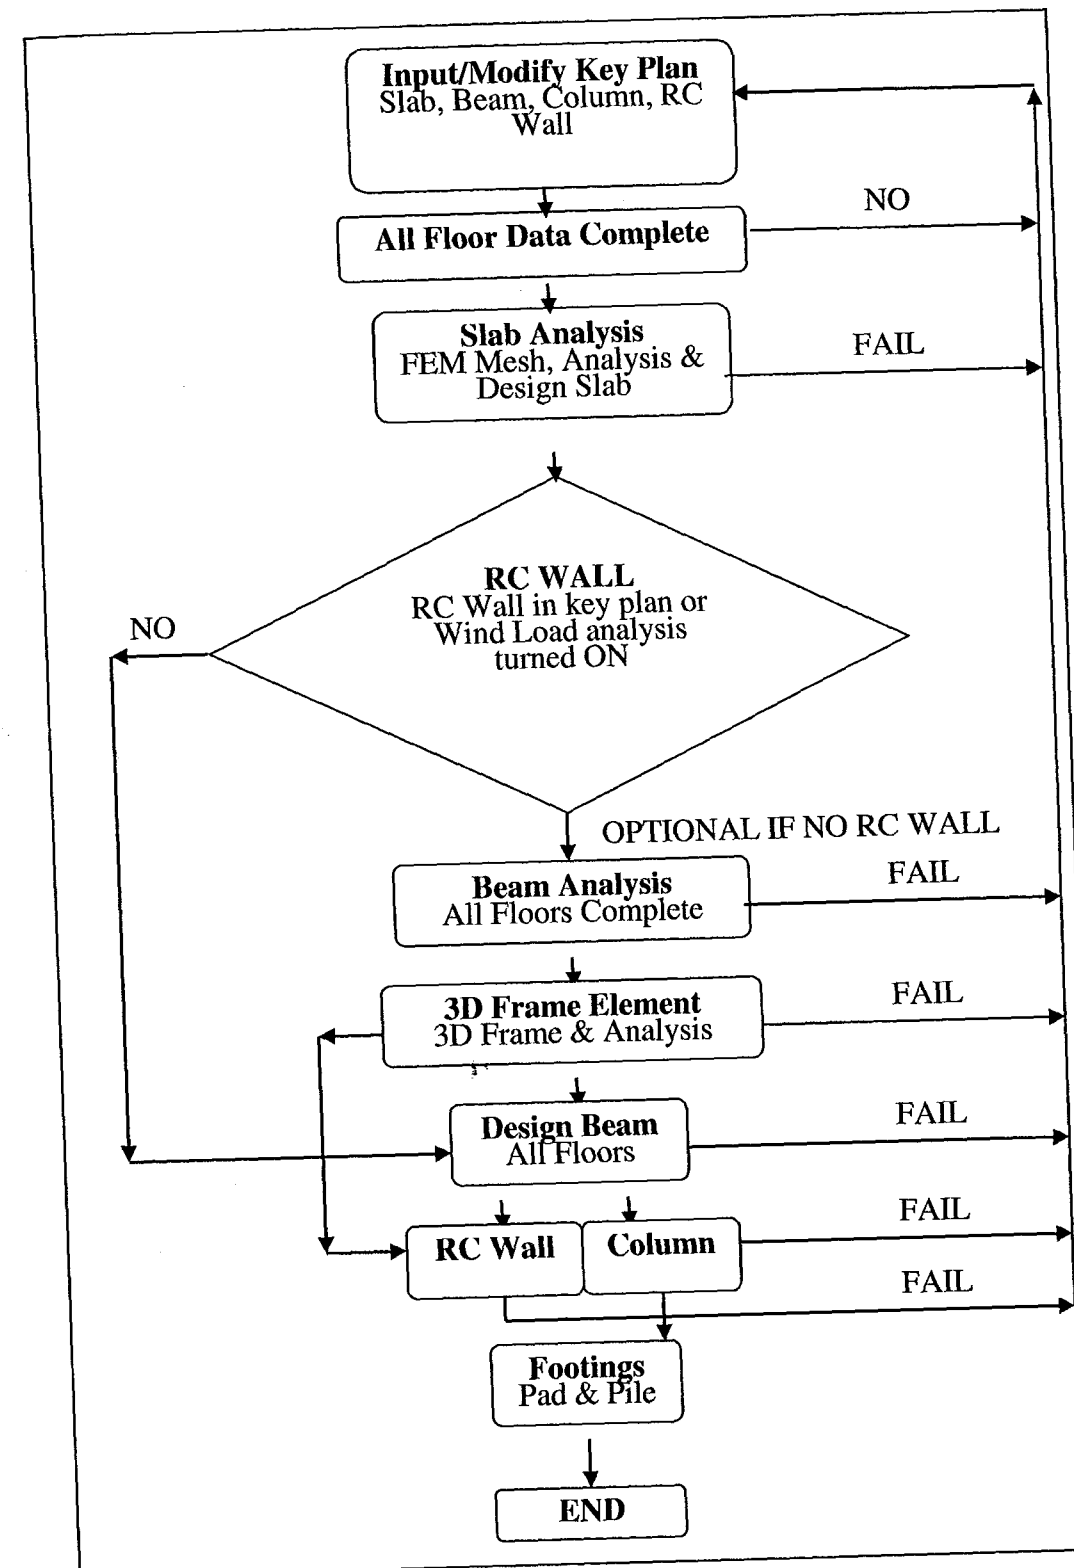 Input/Modify Key Plan
Slab, Beam, Column, RC
Wall
NO
All Floor Data Complete
Slab Analysis
FEM Mesh, Analysis &
Design Slab
FAIL
RC WALL
RC Wall in key plan or
Wind Load analysis
turned ON
NO
OPTIONAL IF NO RC WALL
Beam Analysis
All Floors Complete
FAIL
3D Frame Element
3D Frame & Analysis
FAIL
Design Beam
All Floors
FAIL
RC Wall
Column
FAIL
FAIL
Footings
Pad & Pile
END